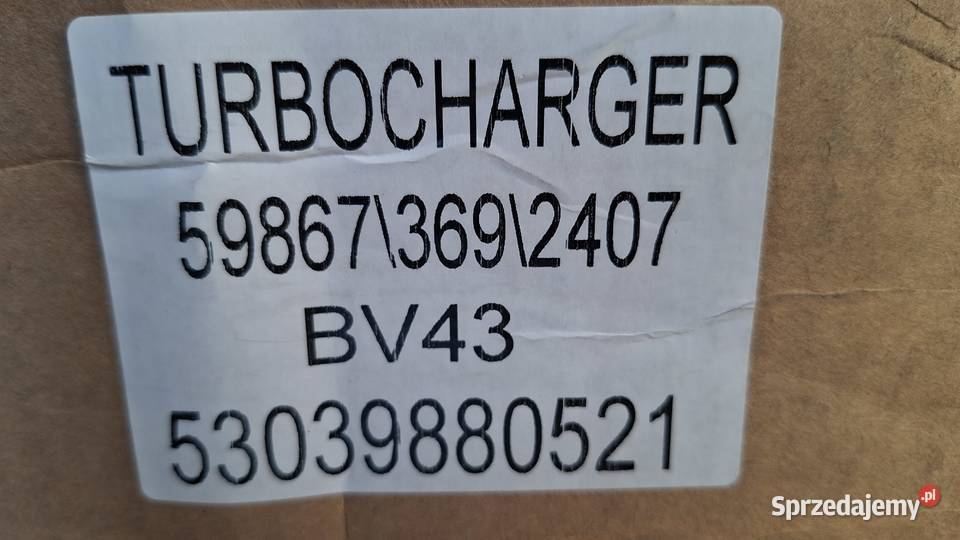 TURBOCHARGER
59867\369\2407
BV43
53039880521
Sprzedajemy.pl